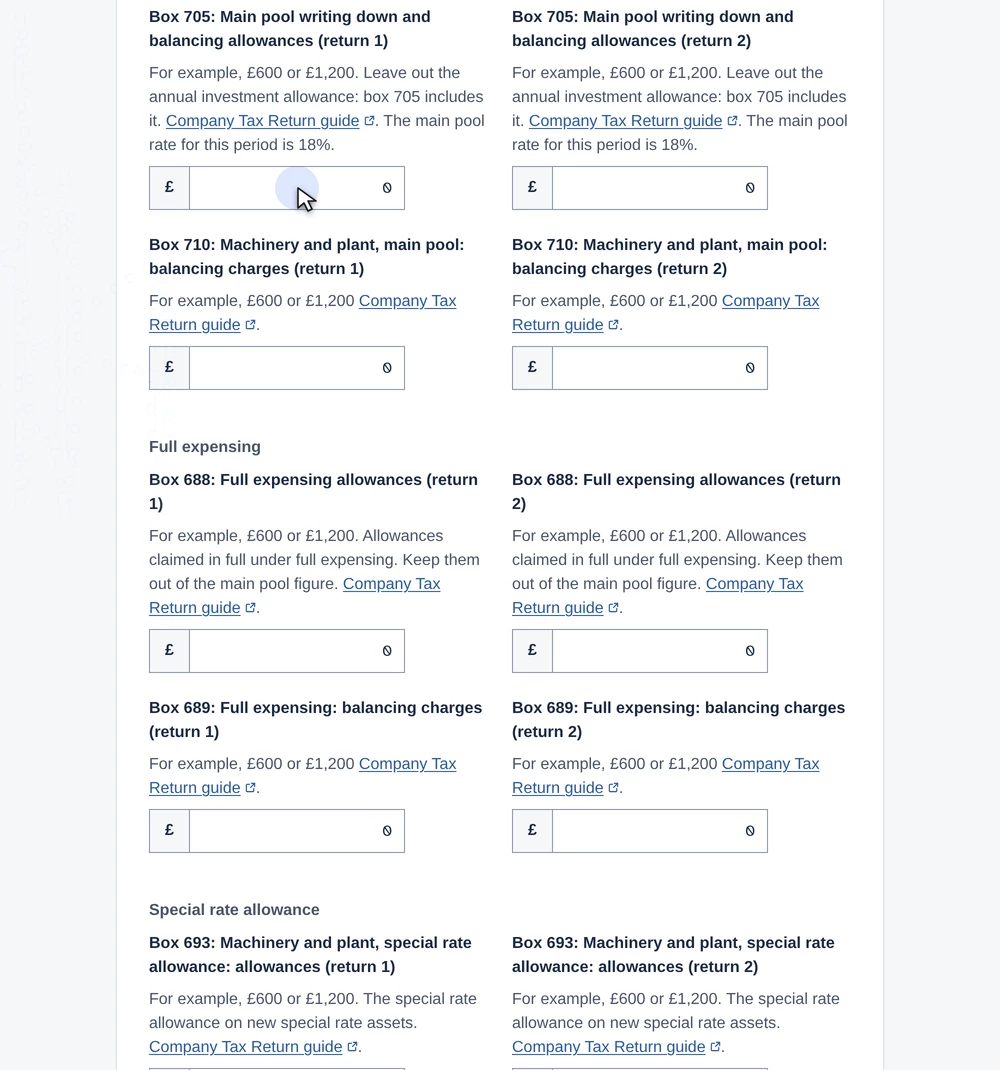 Box 705: Main pool writing down and
balancing allowances (return 1)
For example, £600 or £1,200. Leave out the
annual investment allowance: box 705 includes
it. Company Tax Return guide. The main pool
rate for this period is 18%.
£ 0
Box 705: Main pool writing down and
balancing allowances (return 2)
For example, £600 or £1,200. Leave out the
annual investment allowance: box 705 includes
it. Company Tax Return guide. The main pool
rate for this period is 18%.
£ 0
Box 710: Machinery and plant, main pool:
balancing charges (return 1)
For example, £600 or £1,200 Company Tax
Return guide.
£ 0
Box 710: Machinery and plant, main pool:
balancing charges (return 2)
For example, £600 or £1,200 Company Tax
Return guide.
£ 0
Full expensing
Box 688: Full expensing allowances (return
1)
For example, £600 or £1,200. Allowances
claimed in full under full expensing. Keep them
out of the main pool figure. Company Tax
Return guide.
£ 0
Box 688: Full expensing allowances (return
2)
For example, £600 or £1,200. Allowances
claimed in full under full expensing. Keep them
out of the main pool figure. Company Tax
Return guide.
£ 0
Box 689: Full expensing: balancing charges
(return 1)
For example, £600 or £1,200 Company Tax
Return guide.
£ 0
Box 689: Full expensing: balancing charges
(return 2)
For example, £600 or £1,200 Company Tax
Return guide.
£ 0
Special rate allowance
Box 693: Machinery and plant, special rate
allowance: allowances (return 1)
For example, £600 or £1,200. The special rate
allowance on new special rate assets.
Company Tax Return guide.
Box 693: Machinery and plant, special rate
allowance: allowances (return 2)
For example, £600 or £1,200. The special rate
allowance on new special rate assets.
Company Tax Return guide.